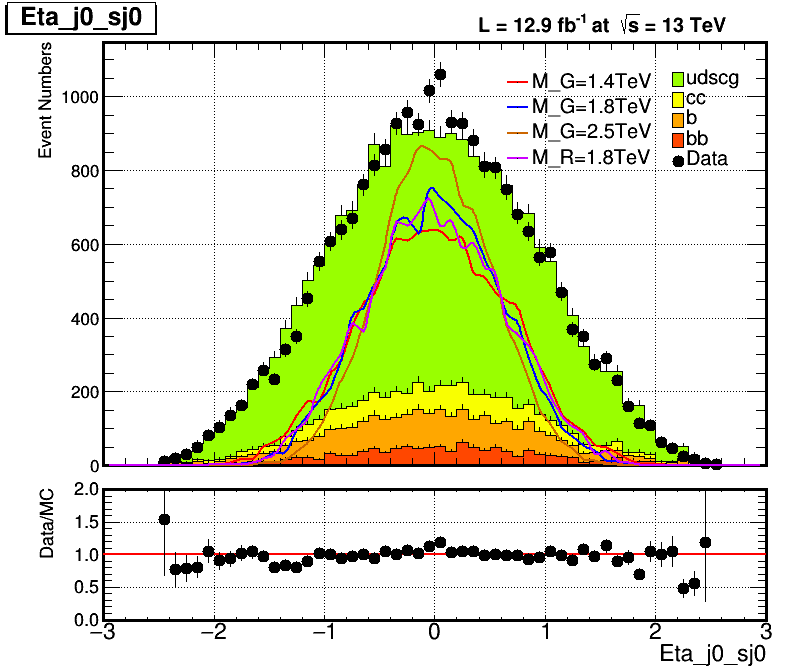 Eta_j0_sj0
L = 12.9 fb-1 at √s = 13 TeV
Event Numbers
1000
800
600
400
200
0
M_G=1.4TeV
M_G=1.8TeV
M_G=2.5TeV
M_R=1.8TeV
udscg
cc
b
bb
Data
Data/MC
2.0
1.5
1.0
0.5
0.0
−3 −2 −1 0 1 2 3
Eta_j0_sj0